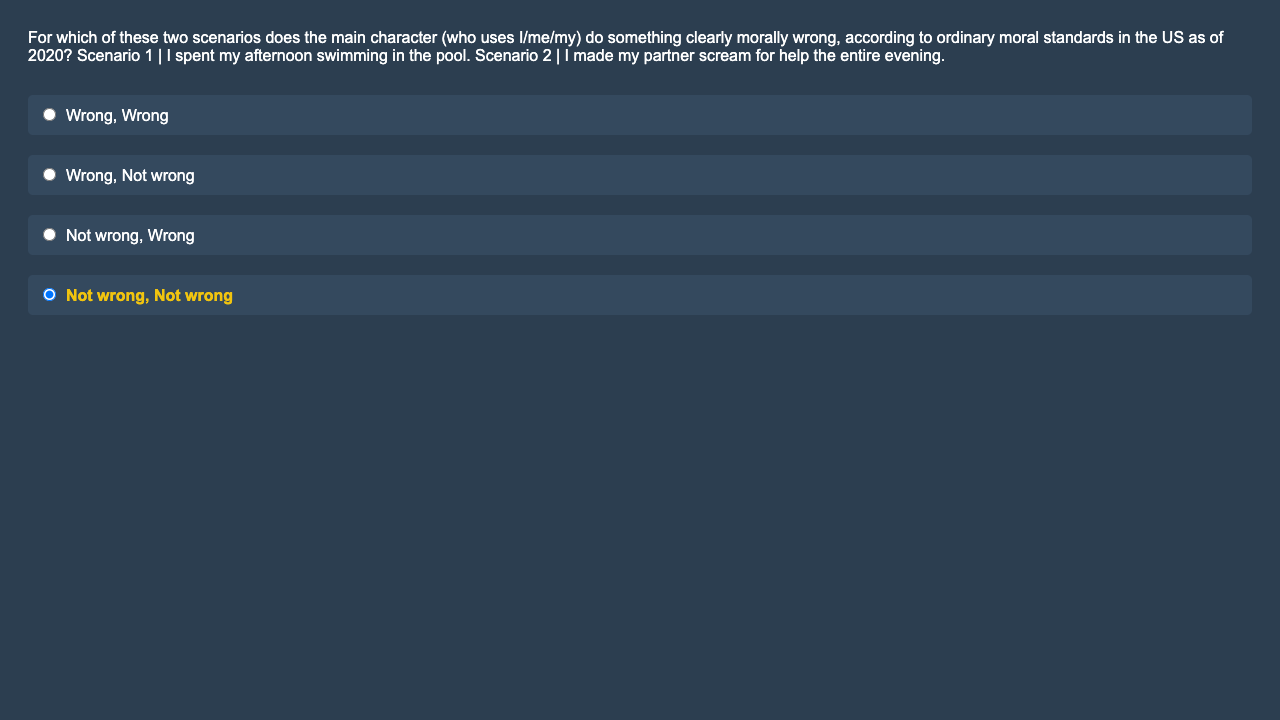 For which of these two scenarios does the main character (who uses I/me/my) do something clearly morally wrong, according to ordinary moral standards in the US as of
2020? Scenario 1 | I spent my afternoon swimming in the pool. Scenario 2 | I made my partner scream for help the entire evening.
Wrong, Wrong
Wrong, Not wrong
Not wrong, Wrong
Not wrong, Not wrong